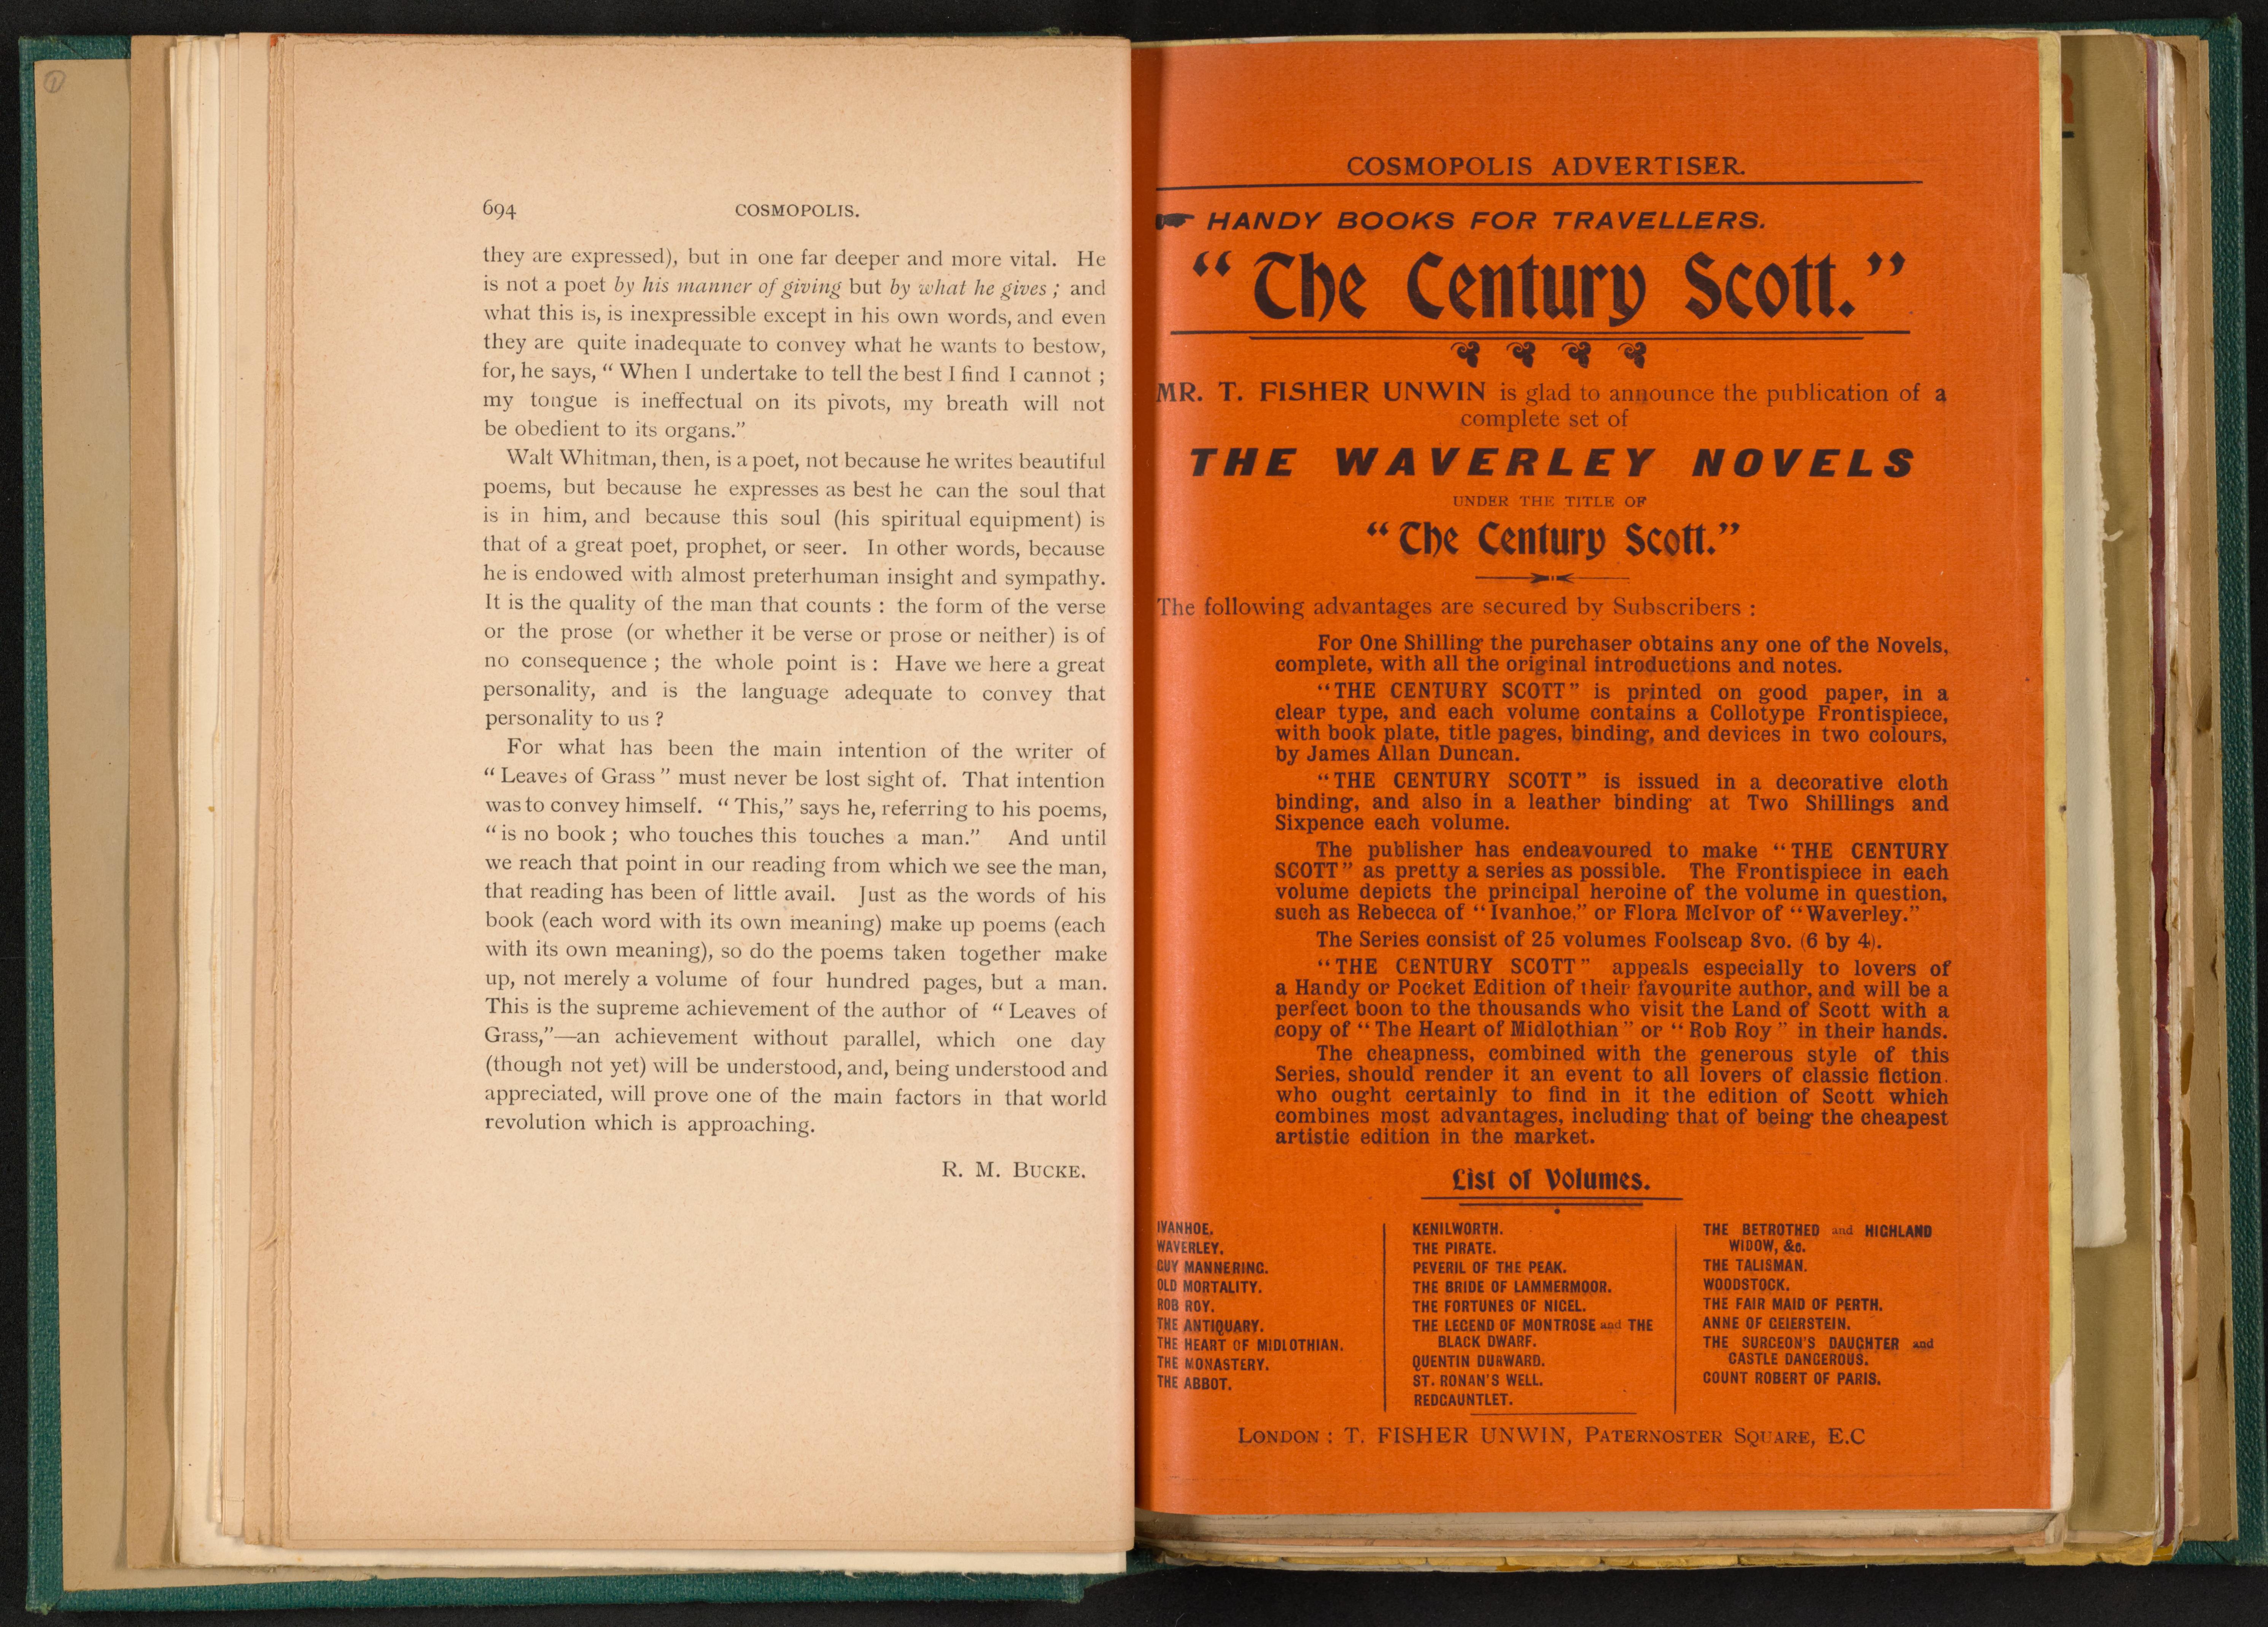 1
694 COSMOPOLIS.
they are expressed), but in one far deeper and more vital. He
is not a poet by his manner of giving but by what he gives ; and
what this is, is inexpressible except in his own words, and even
they are quite inadequate to convey what he wants to bestow,
for, he says, “ When I undertake to tell the best I find I cannot ;
my tongue is ineffectual on its pivots, my breath will not
be obedient to its organs.”
Walt Whitman, then, is a poet, not because he writes beautiful
poems, but because he expresses as best he can the soul that
is in him, and because this soul (his spiritual equipment) is
that of a great poet, prophet, or seer. In other words, because
he is endowed with almost preterhuman insight and sympathy.
It is the quality of the man that counts : the form of the verse
or the prose (or whether it be verse or prose or neither) is of
no consequence ; the whole point is : Have we here a great
personality, and is the language adequate to convey that
personality to us ?
For what has been the main intention of the writer of
“ Leaves of Grass ” must never be lost sight of. That intention
was to convey himself. “ This,” says he, referring to his poems,
“ is no book ; who touches this touches a man.” And until
we reach that point in our reading from which we see the man,
that reading has been of little avail. Just as the words of his
book (each word with its own meaning) make up poems (each
with its own meaning), so do the poems taken together make
up, not merely a volume of four hundred pages, but a man.
This is the supreme achievement of the author of “ Leaves of
Grass,”—an achievement without parallel, which one day
(though not yet) will be understood, and, being understood and
appreciated, will prove one of the main factors in that world
revolution which is approaching.
R. M. BUCKE.
COSMOPOLIS ADVERTISER.
HANDY BOOKS FOR TRAVELLERS.
“The Century Scott.”
MR. T. FISHER UNWIN is glad to announce the publication of a
complete set of
THE WAVERLEY NOVELS
UNDER THE TITLE OF
“The Century Scott.”
The following advantages are secured by Subscribers :
For One Shilling the purchaser obtains any one of the Novels,
complete, with all the original introductions and notes.
“THE CENTURY SCOTT” is printed on good paper, in a
clear type, and each volume contains a Collotype Frontispiece,
with book plate, title pages, binding, and devices in two colours,
by James Allan Duncan.
“THE CENTURY SCOTT” is issued in a decorative cloth
binding, and also in a leather binding at Two Shillings and
Sixpence each volume.
The publisher has endeavoured to make “THE CENTURY
SCOTT” as pretty a series as possible. The Frontispiece in each
volume depicts the principal heroine of the volume in question,
such as Rebecca of “Ivanhoe,” or Flora McIvor of “Waverley.”
The Series consist of 25 volumes Foolscap 8vo. (6 by 4).
“THE CENTURY SCOTT” appeals especially to lovers of
a Handy or Pocket Edition of their favourite author, and will be a
perfect boon to the thousands who visit the Land of Scott with a
copy of “The Heart of Midlothian” or “Rob Roy” in their hands.
The cheapness, combined with the generous style of this
Series, should render it an event to all lovers of classic fiction.
who ought certainly to find in it the edition of Scott which
combines most advantages, including that of being the cheapest
artistic edition in the market.
List of Volumes.
IVANHOE.
WAVERLEY.
GUY MANNERING.
OLD MORTALITY.
ROB ROY.
THE ANTIQUARY.
THE HEART OF MIDLOTHIAN.
THE MONASTERY.
THE ABBOT.
KENILWORTH.
THE PIRATE.
PEVERIL OF THE PEAK.
THE BRIDE OF LAMMERMOOR.
THE FORTUNES OF NIGEL.
THE LEGEND OF MONTROSE and THE
BLACK DWARF.
QUENTIN DURWARD.
ST. RONAN'S WELL.
REDGAUNTLET.
THE BETROTHED and HIGHLAND
WIDOW, &c.
THE TALISMAN.
WOODSTOCK.
THE FAIR MAID OF PERTH.
ANNE OF GEIERSTEIN.
THE SURGEON'S DAUGHTER and
CASTLE DANGEROUS.
COUNT ROBERT OF PARIS.
LONDON : T. FISHER UNWIN, PATERNOSTER SQUARE, E.C
R